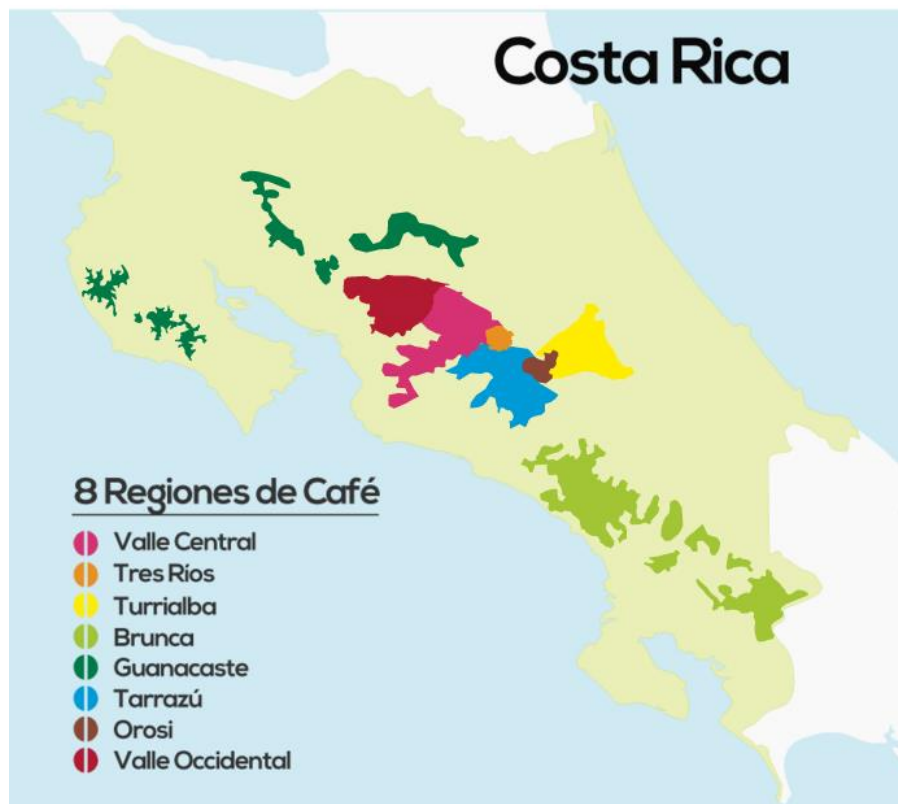 Costa Rica
8 Regiones de Café
Valle Central
Tres Ríos
Turrialba
Brunca
Guanacaste
Tarrazú
Orosi
Valle Occidental